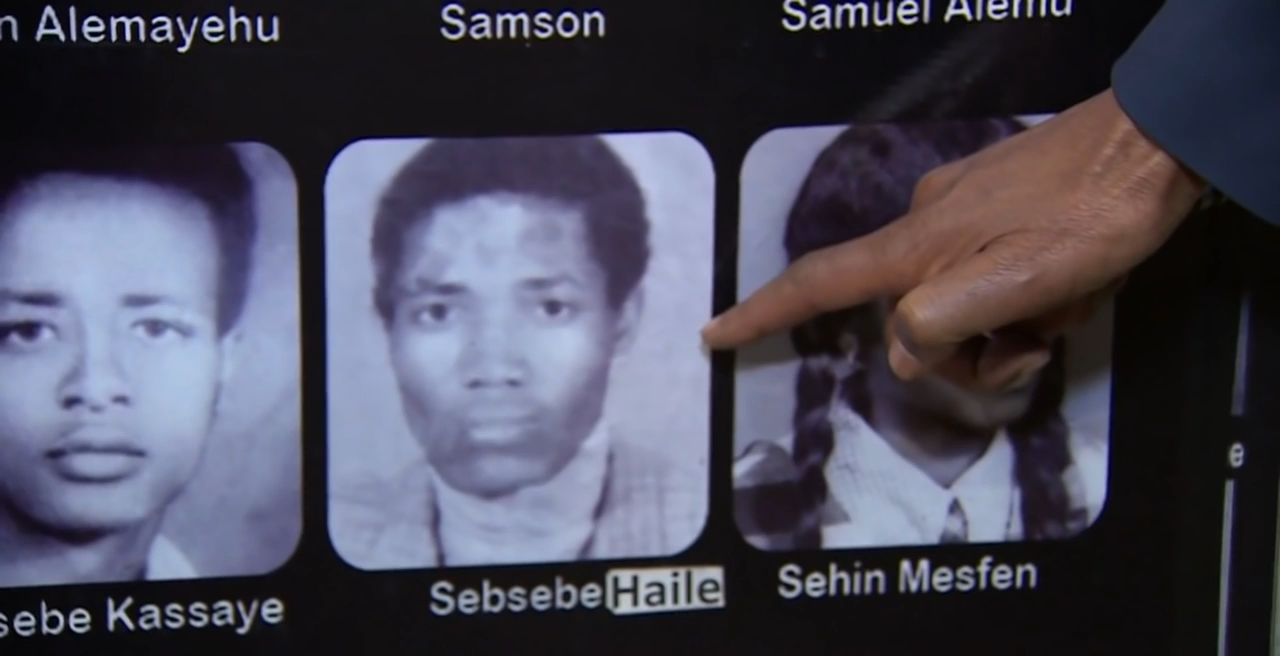 n Alemayehu
Samson
Samuel Alemu
sebe Kassaye
Sebsebe Haile
Sehin Mesfen
e